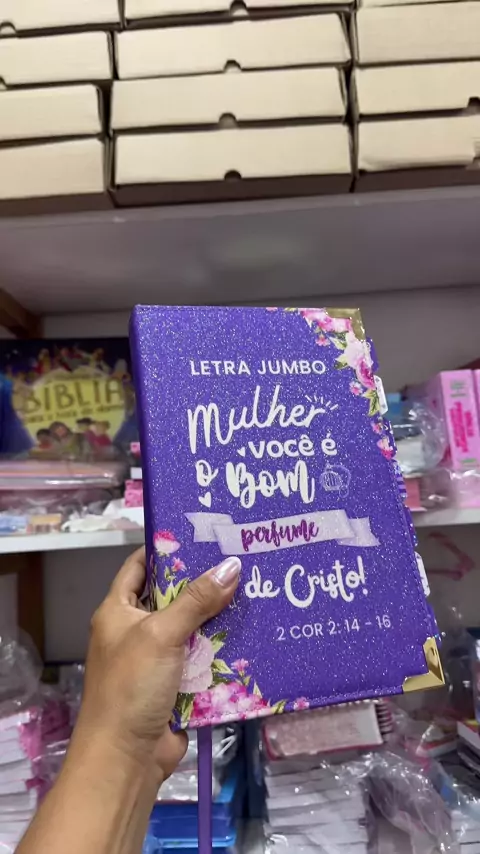 LETRA JUMBO
Mulher
você é
o Bom
perfume
de Cristo!
2 COR 2: 14 - 16
BÍBLIA